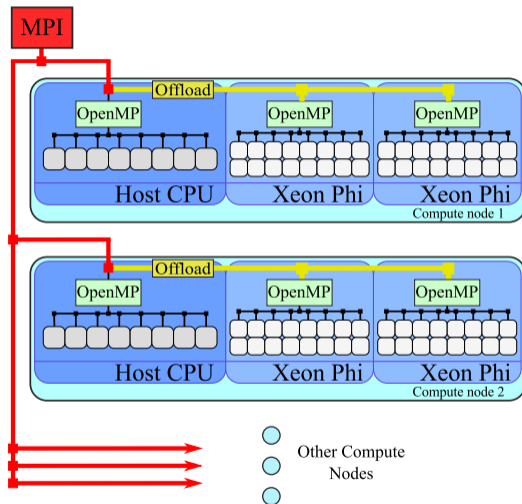 MPI
Offload
OpenMP OpenMP OpenMP
Host CPU Xeon Phi Xeon Phi
Compute node 1
Offload
OpenMP OpenMP OpenMP
Host CPU Xeon Phi Xeon Phi
Compute node 2
Other Compute
Nodes